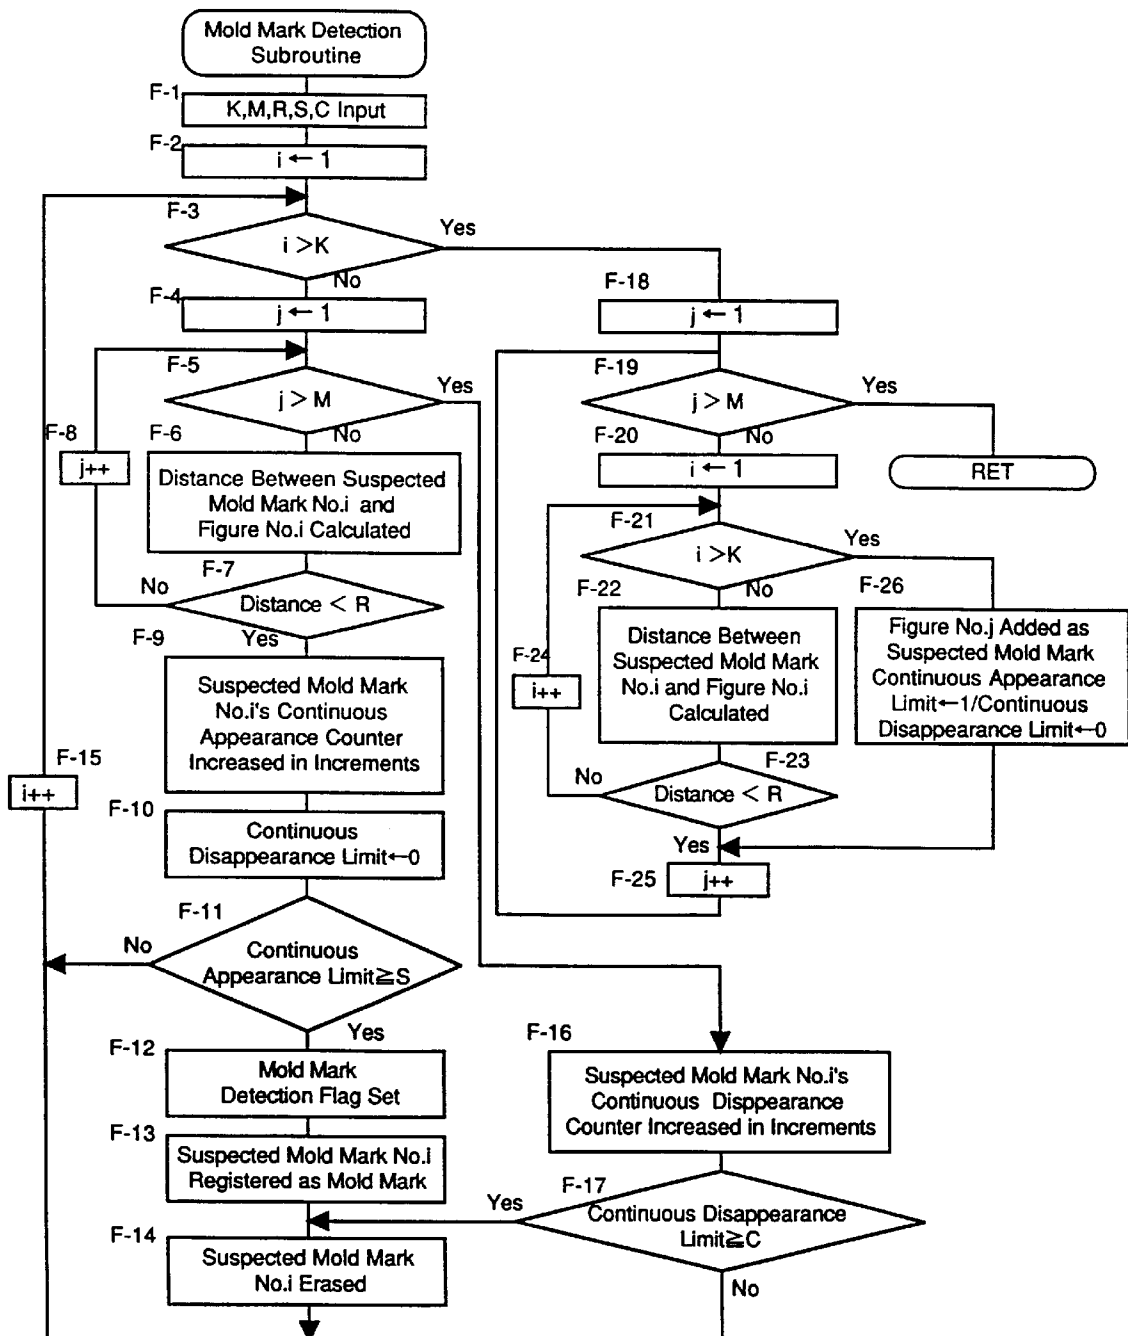 Mold Mark Detection
Subroutine
F-1
K,M,R,S,C Input
F-2
i ← 1
F-3
i >K
Yes
No
F-4
j ← 1
F-5
j > M
Yes
No
F-8
j++
F-6
Distance Between Suspected
Mold Mark No.i and
Figure No.i Calculated
F-7
No
Distance < R
Yes
F-9
Suspected Mold Mark
No.i's Continuous
Appearance Counter
Increased in Increments
F-15
i++
F-10
Continuous
Disappearance Limit←0
F-11
No
Continuous
Appearance Limit≧S
Yes
F-12
Mold Mark
Detection Flag Set
F-13
Suspected Mold Mark No.i
Registered as Mold Mark
F-14
Suspected Mold Mark
No.i Erased
F-18
j ← 1
F-19
j > M
Yes
No
RET
F-20
i ← 1
F-21
i >K
Yes
No
F-22
Distance Between
Suspected Mold Mark
No.i and Figure No.i
Calculated
F-24
i++
F-26
Figure No.j Added as
Suspected Mold Mark
Continuous Appearance
Limit←1/Continuous
Disappearance Limit←0
F-23
No
Distance < R
Yes
F-25
j++
F-16
Suspected Mold Mark No.i's
Continuous Disppearance
Counter Increased in Increments
F-17
Yes
Continuous Disappearance
Limit≧C
No